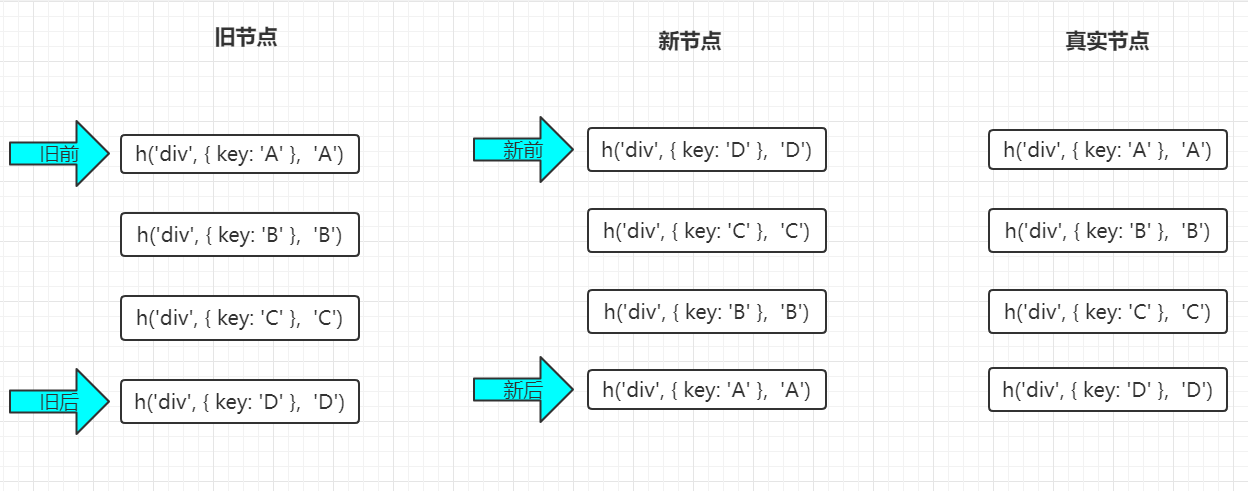 旧节点
新节点
真实节点
旧前
h('div', { key: 'A' },  'A')
新前
h('div', { key: 'D' },  'D')
h('div', { key: 'A' },  'A')
h('div', { key: 'B' },  'B')
h('div', { key: 'C' },  'C')
h('div', { key: 'B' },  'B')
h('div', { key: 'C' },  'C')
h('div', { key: 'B' },  'B')
h('div', { key: 'C' },  'C')
旧后
h('div', { key: 'D' },  'D')
新后
h('div', { key: 'A' },  'A')
h('div', { key: 'D' },  'D')